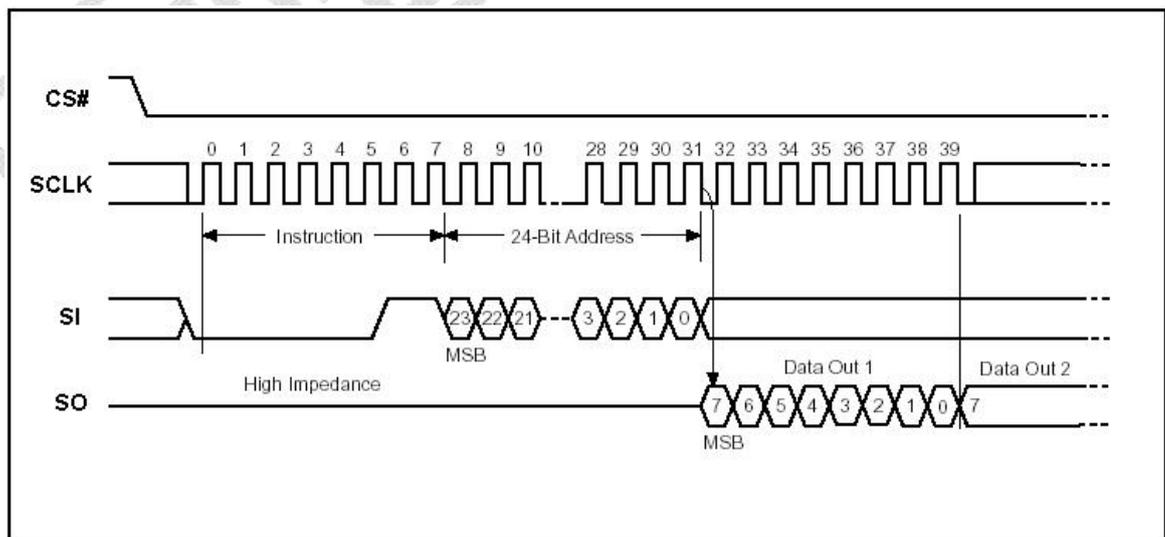 CS#
0 1 2 3 4 5 6 7 8 9 10 28 29 30 31 32 33 34 35 36 37 38 39
SCLK
Instruction 24-Bit Address
SI 23 22 21 3 2 1 0
MSB
High Impedance Data Out 1 Data Out 2
SO 7 6 5 4 3 2 1 0 7
MSB